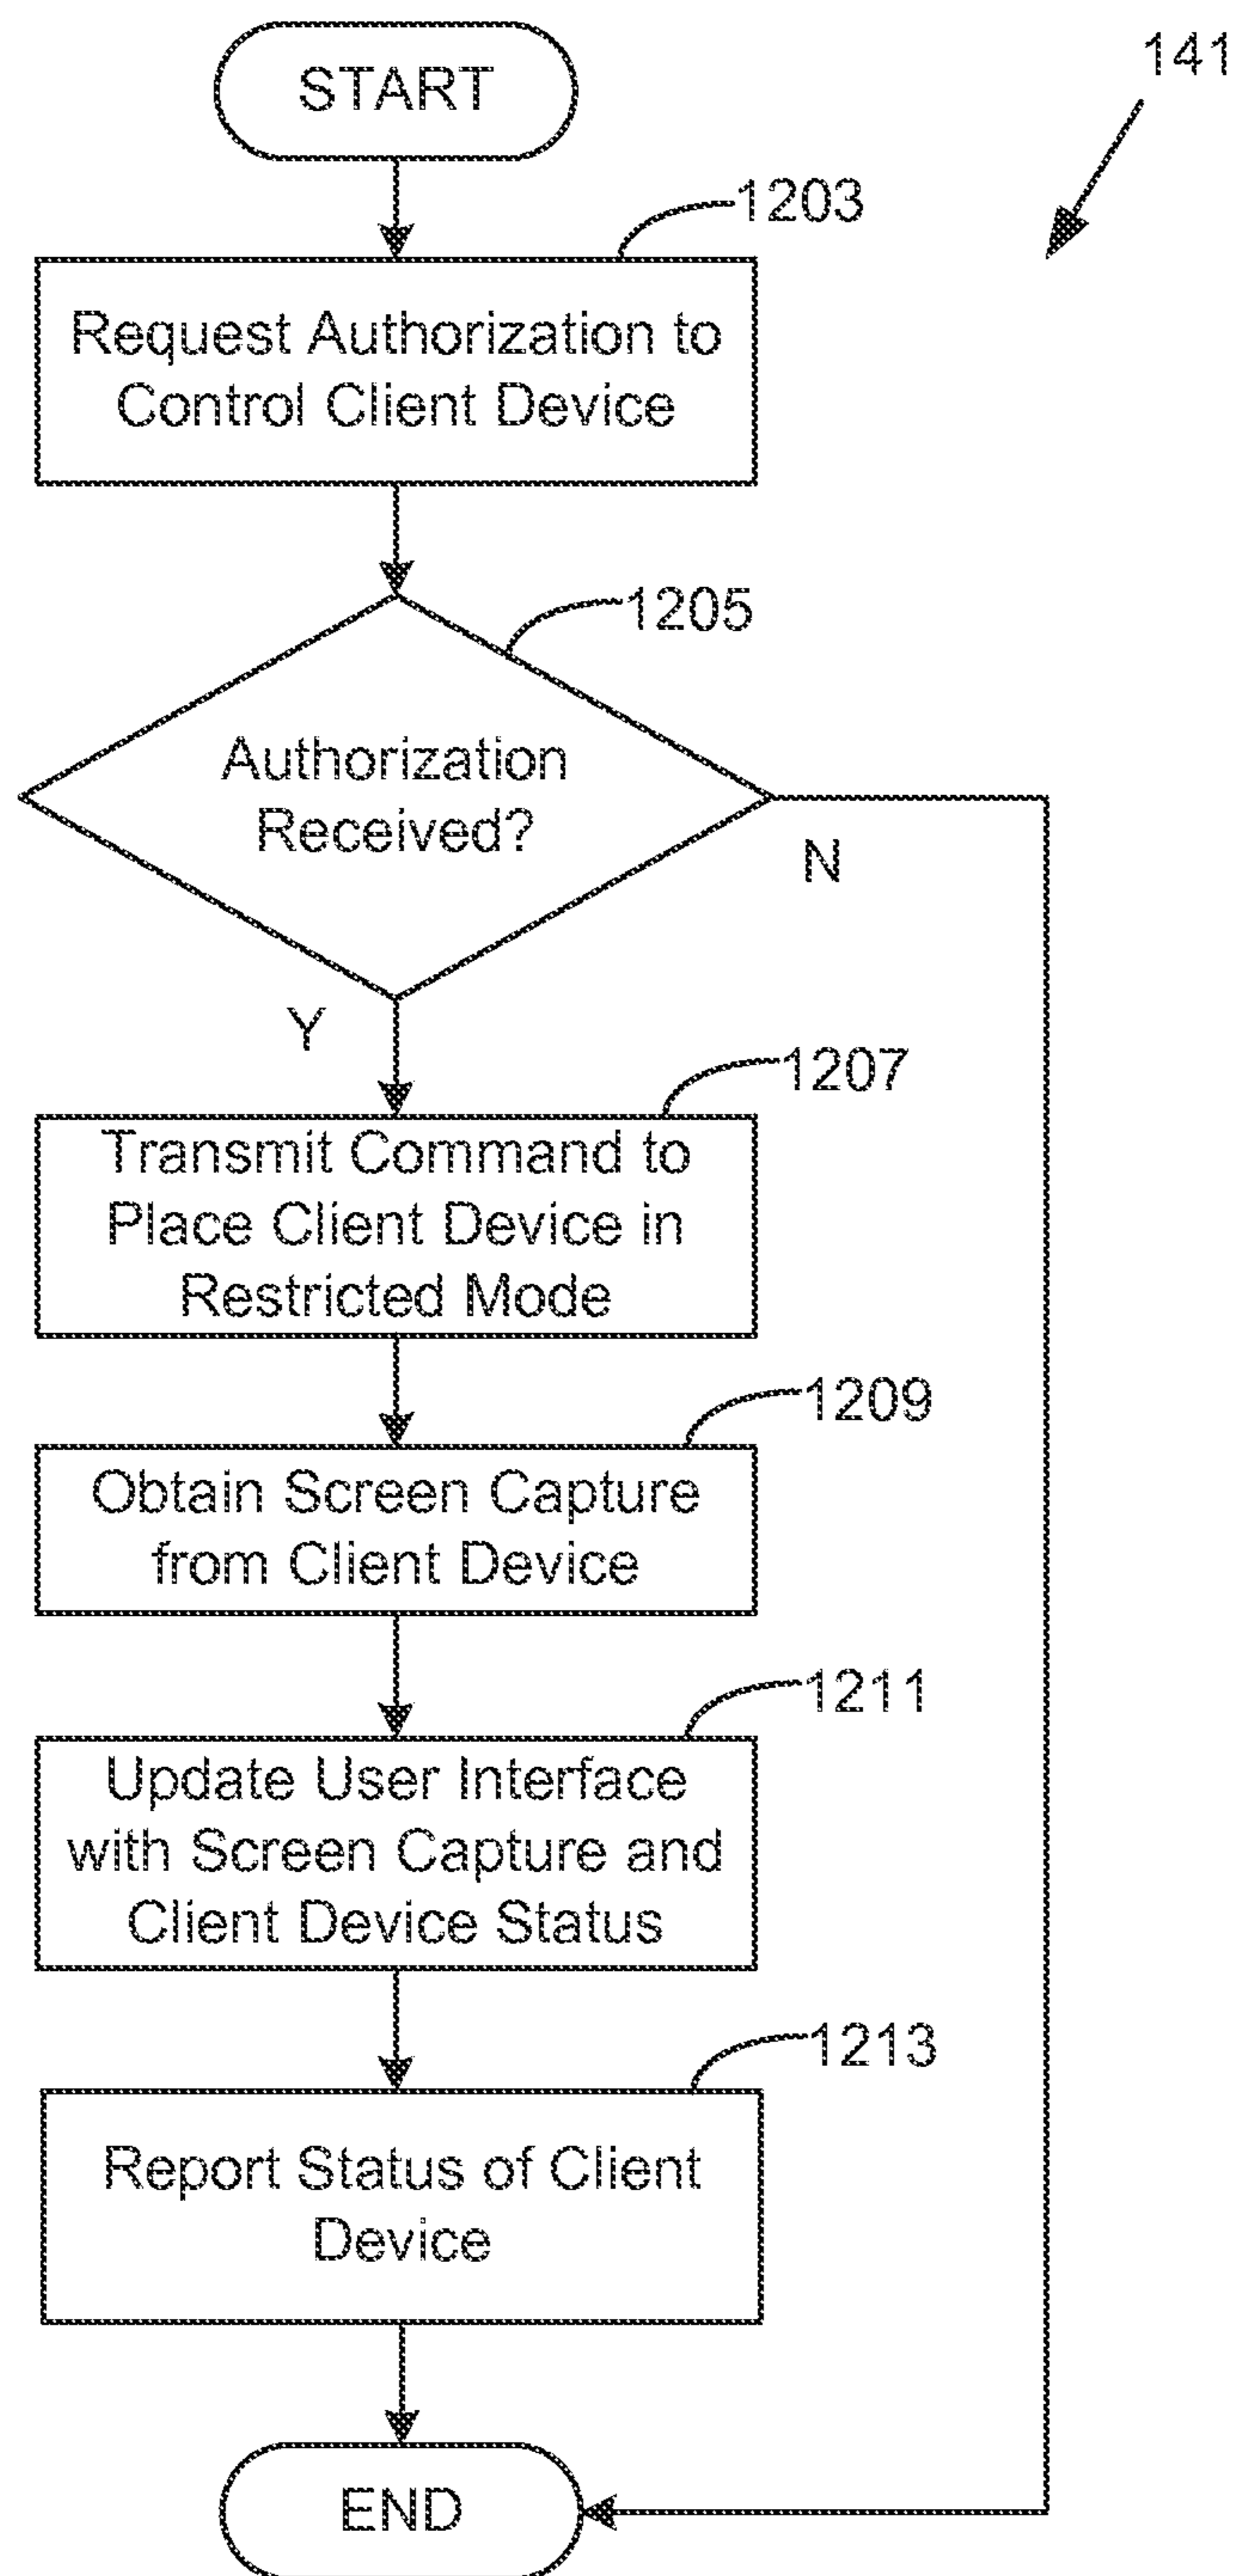 START
141
1203
Request Authorization to
Control Client Device
1205
Authorization
Received?
N
Y
1207
Transmit Command to
Place Client Device in
Restricted Mode
1209
Obtain Screen Capture
from Client Device
1211
Update User Interface
with Screen Capture and
Client Device Status
1213
Report Status of Client
Device
END